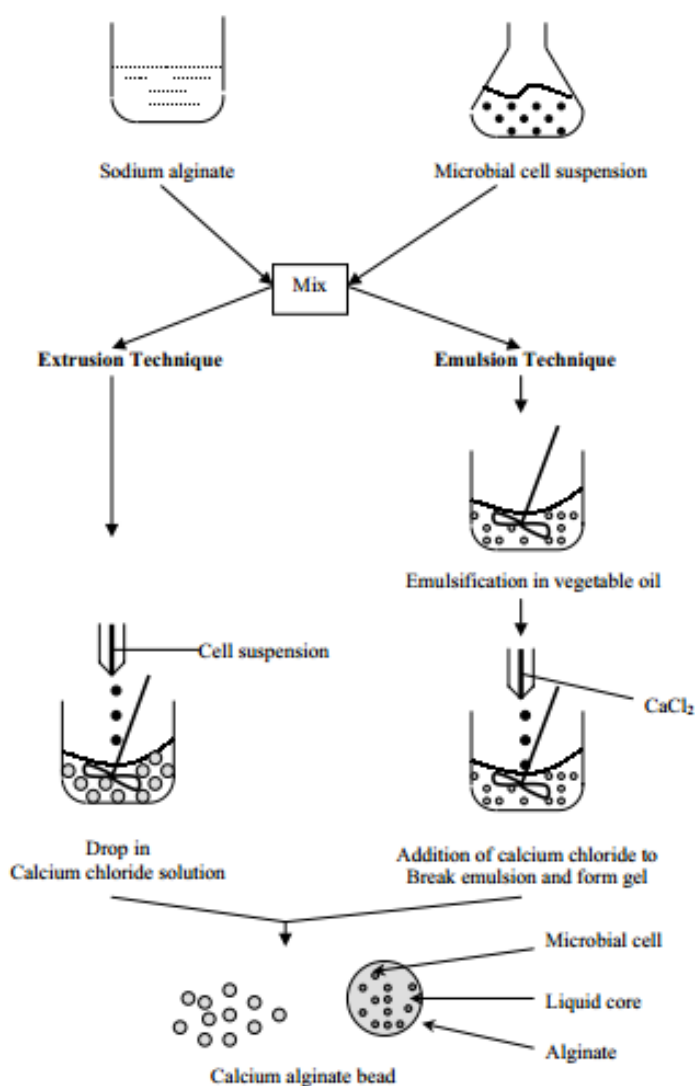 Sodium alginate
Microbial cell suspension
Mix
Extrusion Technique
Emulsion Technique
Emulsification in vegetable oil
Cell suspension
CaCl₂
Drop in
Calcium chloride solution
Addition of calcium chloride to
Break emulsion and form gel
Microbial cell
Liquid core
Alginate
Calcium alginate bead